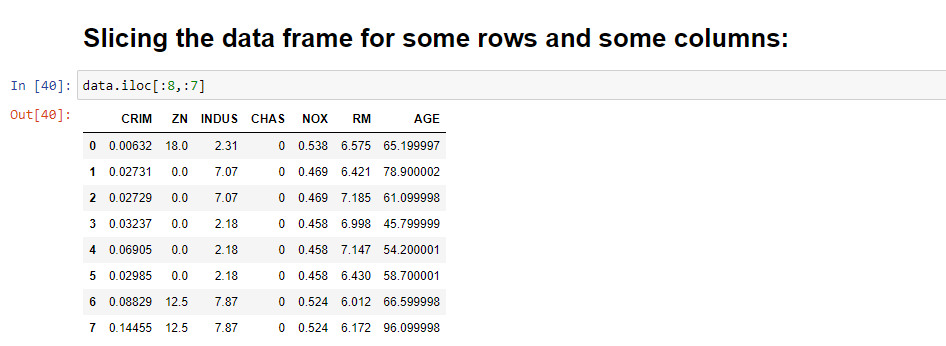 Slicing the data frame for some rows and some columns:
In [40]: data.iloc[:8,:7]
Out[40]:
CRIM ZN INDUS CHAS NOX RM AGE
0 0.00632 18.0 2.31 0 0.538 6.575 65.199997
1 0.02731 0.0 7.07 0 0.469 6.421 78.900002
2 0.02729 0.0 7.07 0 0.469 7.185 61.099998
3 0.03237 0.0 2.18 0 0.458 6.998 45.799999
4 0.06905 0.0 2.18 0 0.458 7.147 54.200001
5 0.02985 0.0 2.18 0 0.458 6.430 58.700001
6 0.08829 12.5 7.87 0 0.524 6.012 66.599998
7 0.14455 12.5 7.87 0 0.524 6.172 96.099998